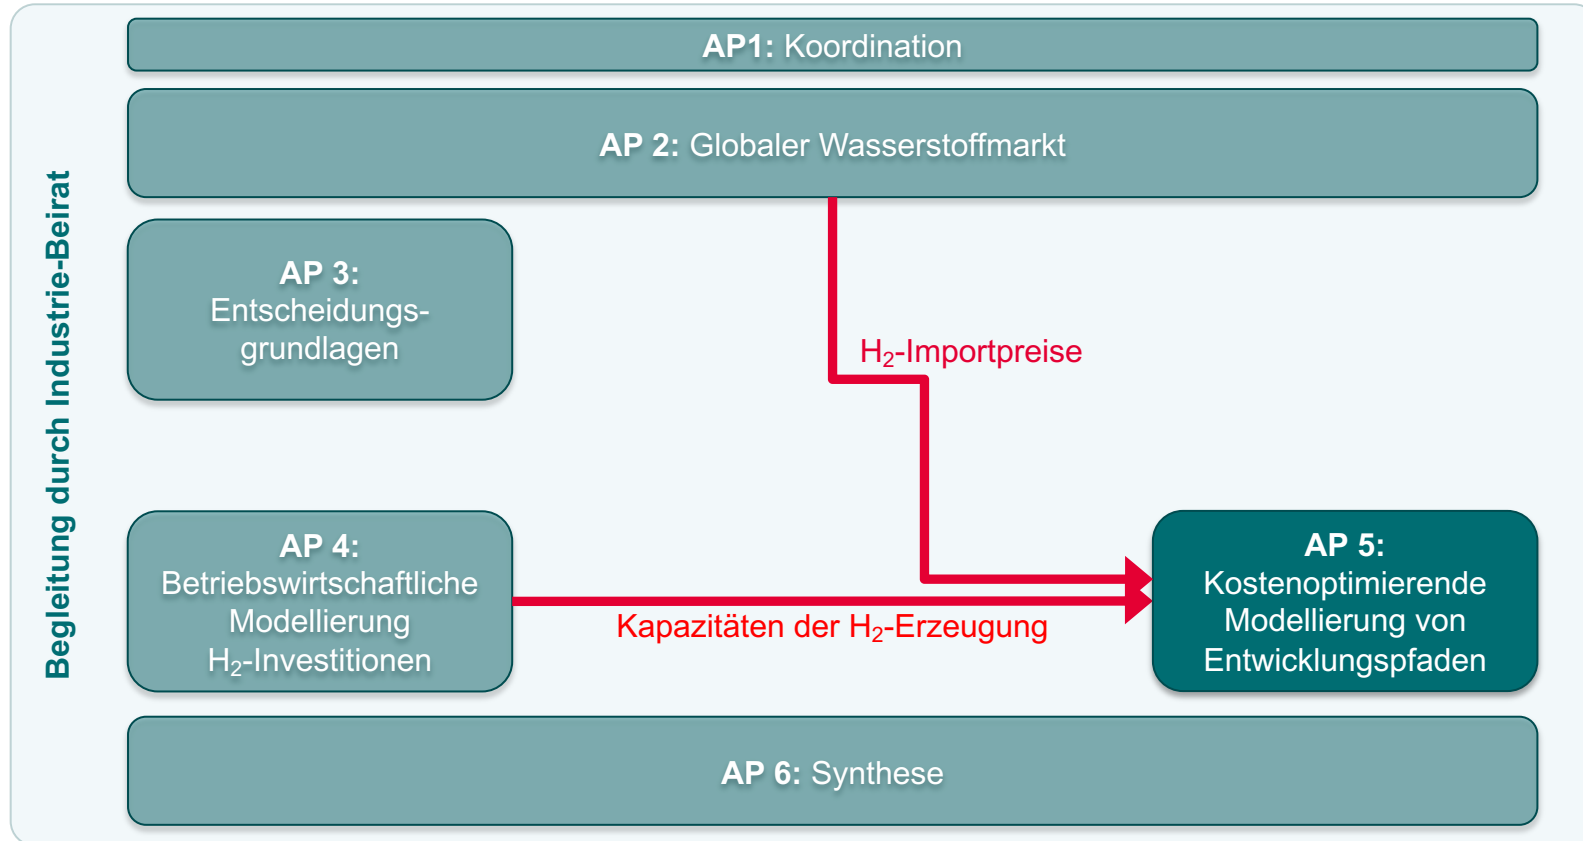 Begleitung durch Industrie-Beirat
AP1: Koordination
AP 2: Globaler Wasserstoffmarkt
AP 3:
Entscheidungs-
grundlagen
H₂-Importpreise
AP 4:
Betriebswirtschaftliche
Modellierung
H₂-Investitionen
Kapazitäten der H₂-Erzeugung
AP 5:
Kostenoptimierende
Modellierung von
Entwicklungspfaden
AP 6: Synthese